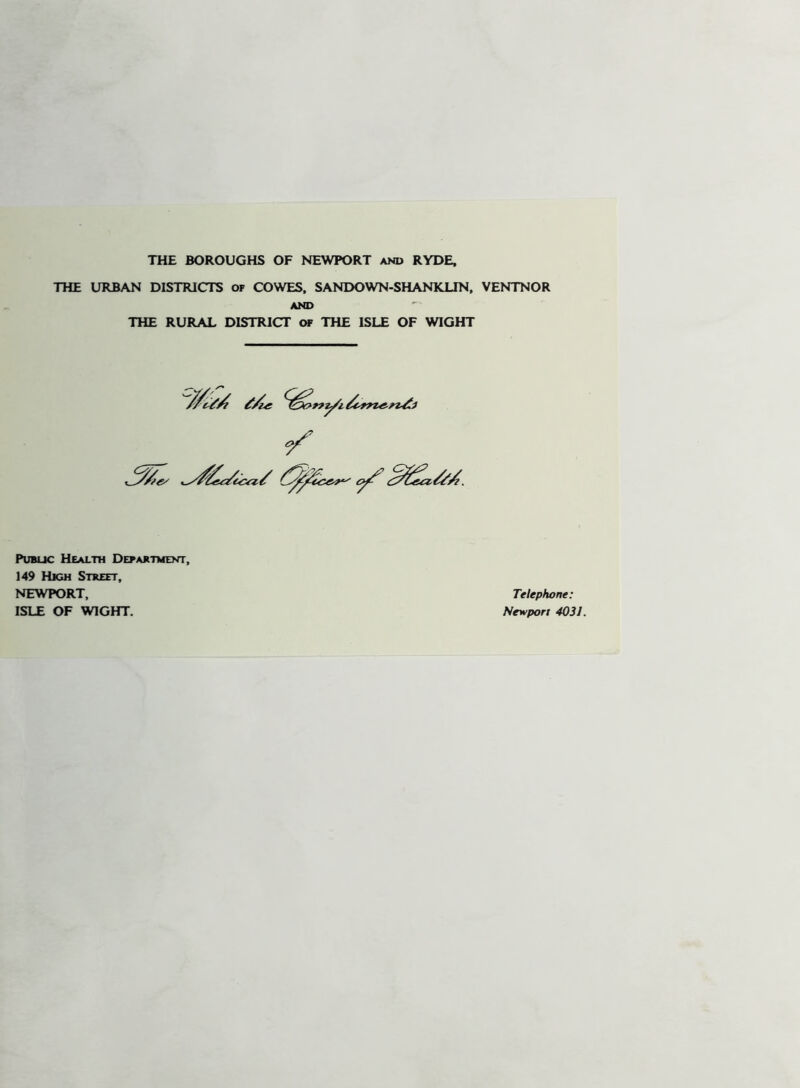 THE BOROUGHS OF NEWPORT AND RYDE,
THE URBAN DISTRICTS OF COWES, SANDOWN-SHANKLIN, VENTNOR
AND
THE RURAL DISTRICT OF THE ISLE OF WIGHT
With the Compliments
of
The Medical Officer of Health.
PUBLIC HEALTH DEPARTMENT,
149 HIGH STREET,
NEWPORT,
ISLE OF WIGHT.
Telephone:
Newport 4031.